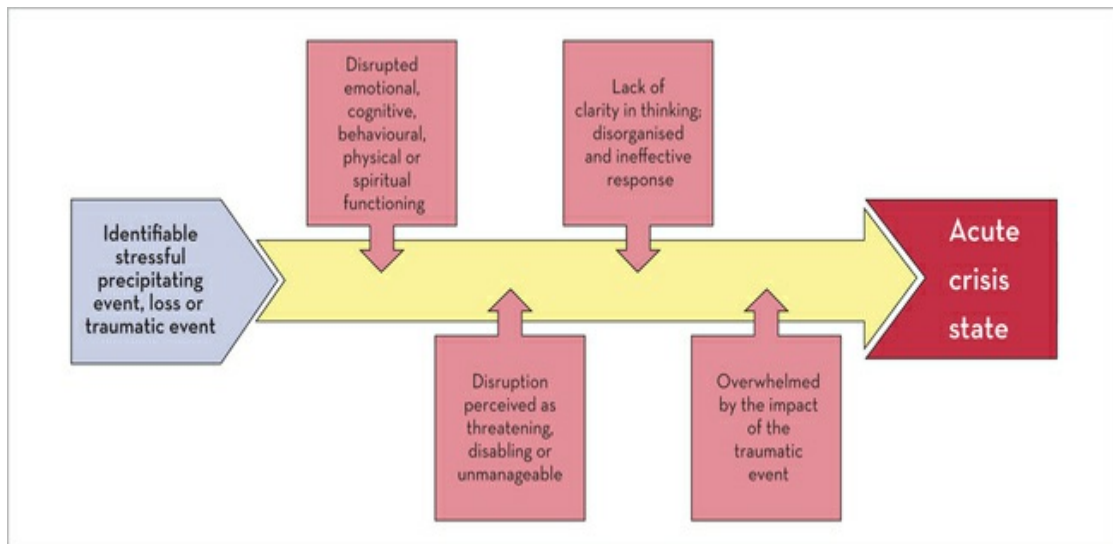 Identifiable
stressful
precipitating
event, loss or
traumatic event
Disrupted
emotional,
cognitive,
behavioural,
physical or
spiritual
functioning
Disruption
perceived as
threatening,
disabling or
unmanageable
Lack of
clarity in thinking;
disorganised
and ineffective
response
Overwhelmed
by the impact
of the
traumatic
event
Acute
crisis
state